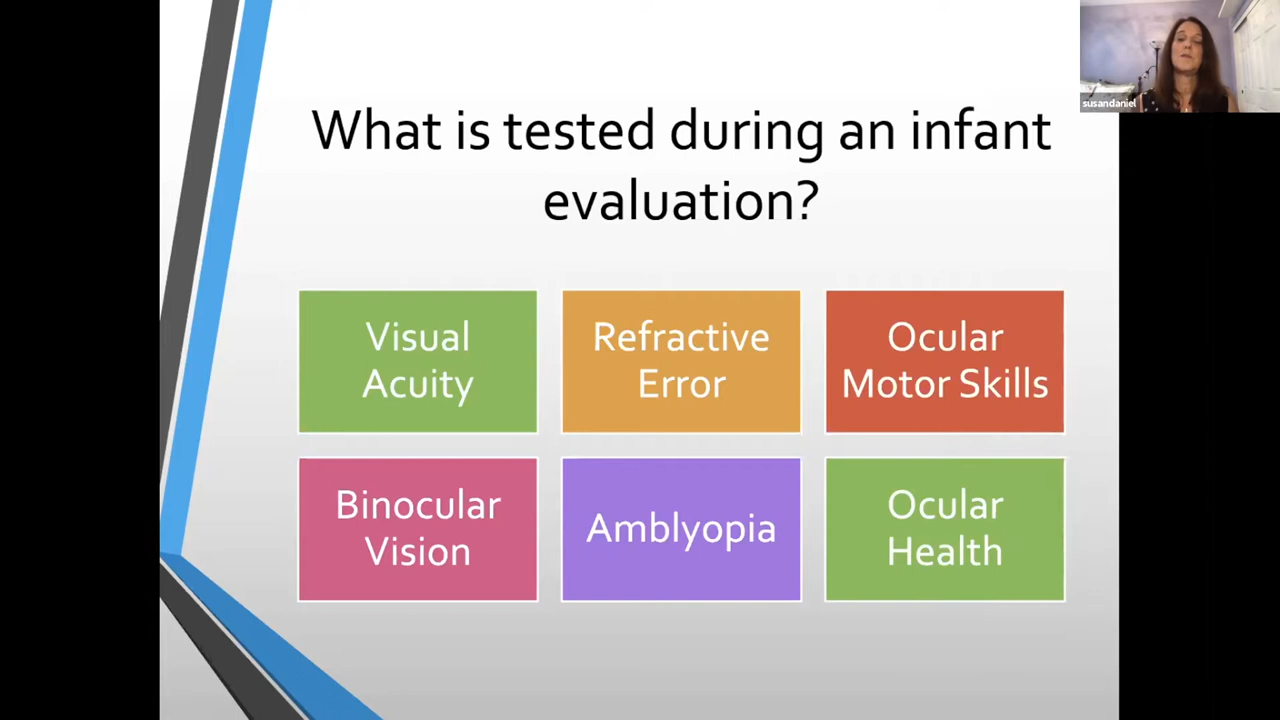 What is tested during an infant
evaluation?
Visual
Acuity
Refractive
Error
Ocular
Motor Skills
Binocular
Vision
Amblyopia
Ocular
Health
susandaniel